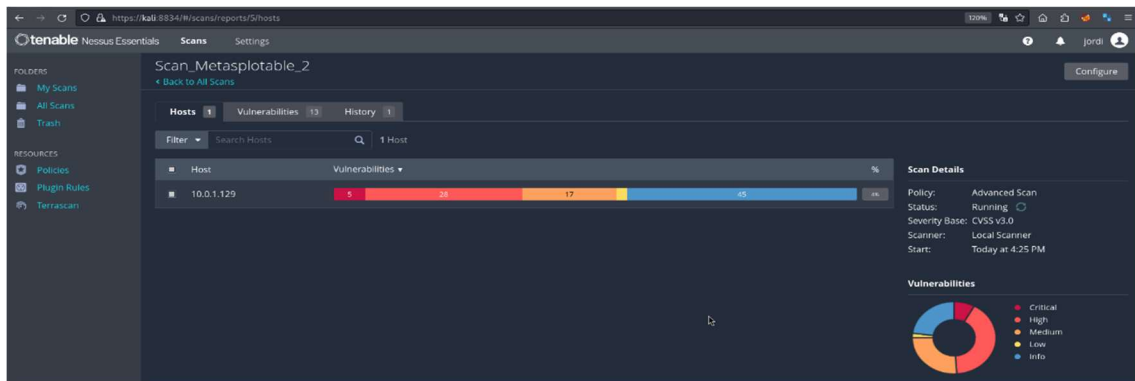 https://kali:8834/#/scans/reports/5/hosts
120%
tenable Nessus Essentials Scans Settings
jordi
FOLDERS
My Scans
All Scans
Trash
RESOURCES
Policies
Plugin Rules
Terrascan
Scan_Metasplotable_2
Back to All Scans
Configure
Hosts 1 Vulnerabilities 13 History 1
Filter Search Hosts 1 Host
Host Vulnerabilities %
10.0.1.129 5 28 17 45
Scan Details
Policy: Advanced Scan
Status: Running
Severity Base: CVSS v3.0
Scanner: Local Scanner
Start: Today at 4:25 PM
Vulnerabilities
Critical
High
Medium
Low
Info